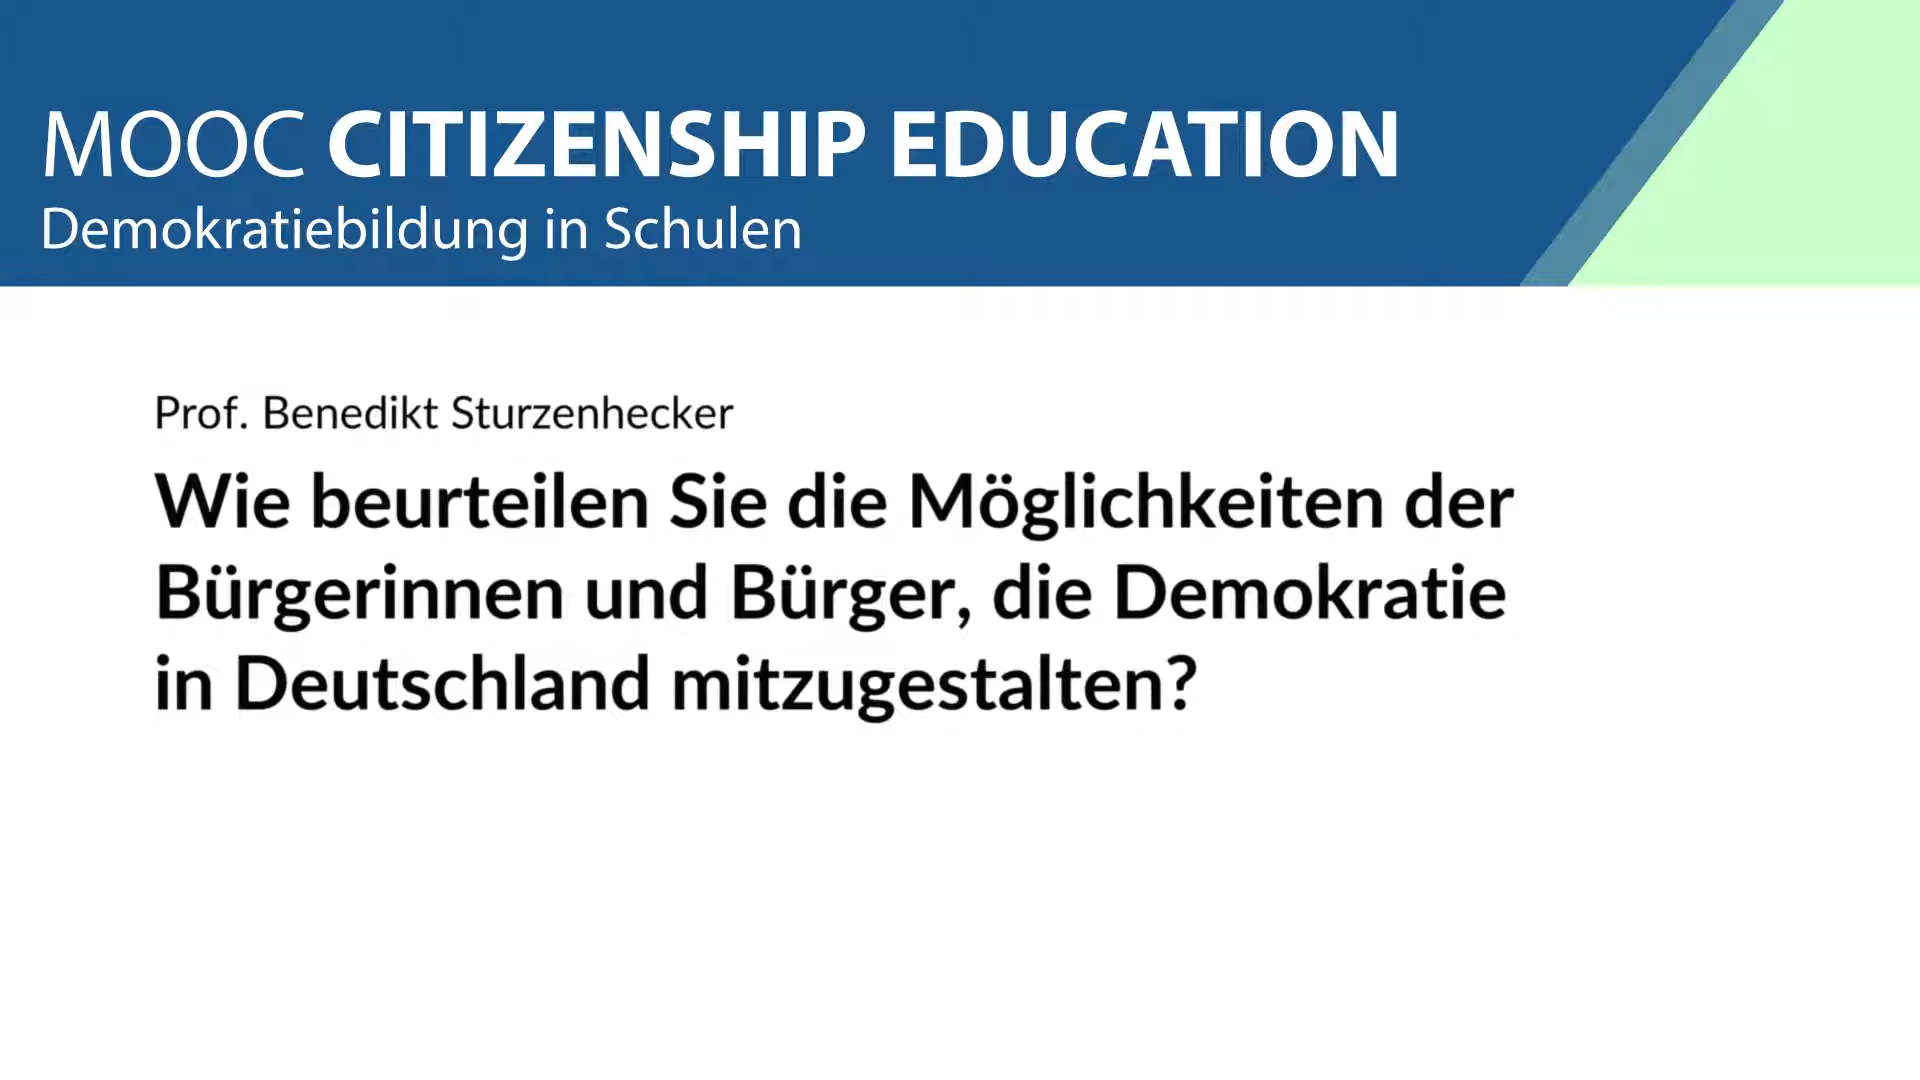 MOOC CITIZENSHIP EDUCATION
Demokratiebildung in Schulen
Prof. Benedikt Sturzenhecker
Wie beurteilen Sie die Möglichkeiten der
Bürgerinnen und Bürger, die Demokratie
in Deutschland mitzugestalten?